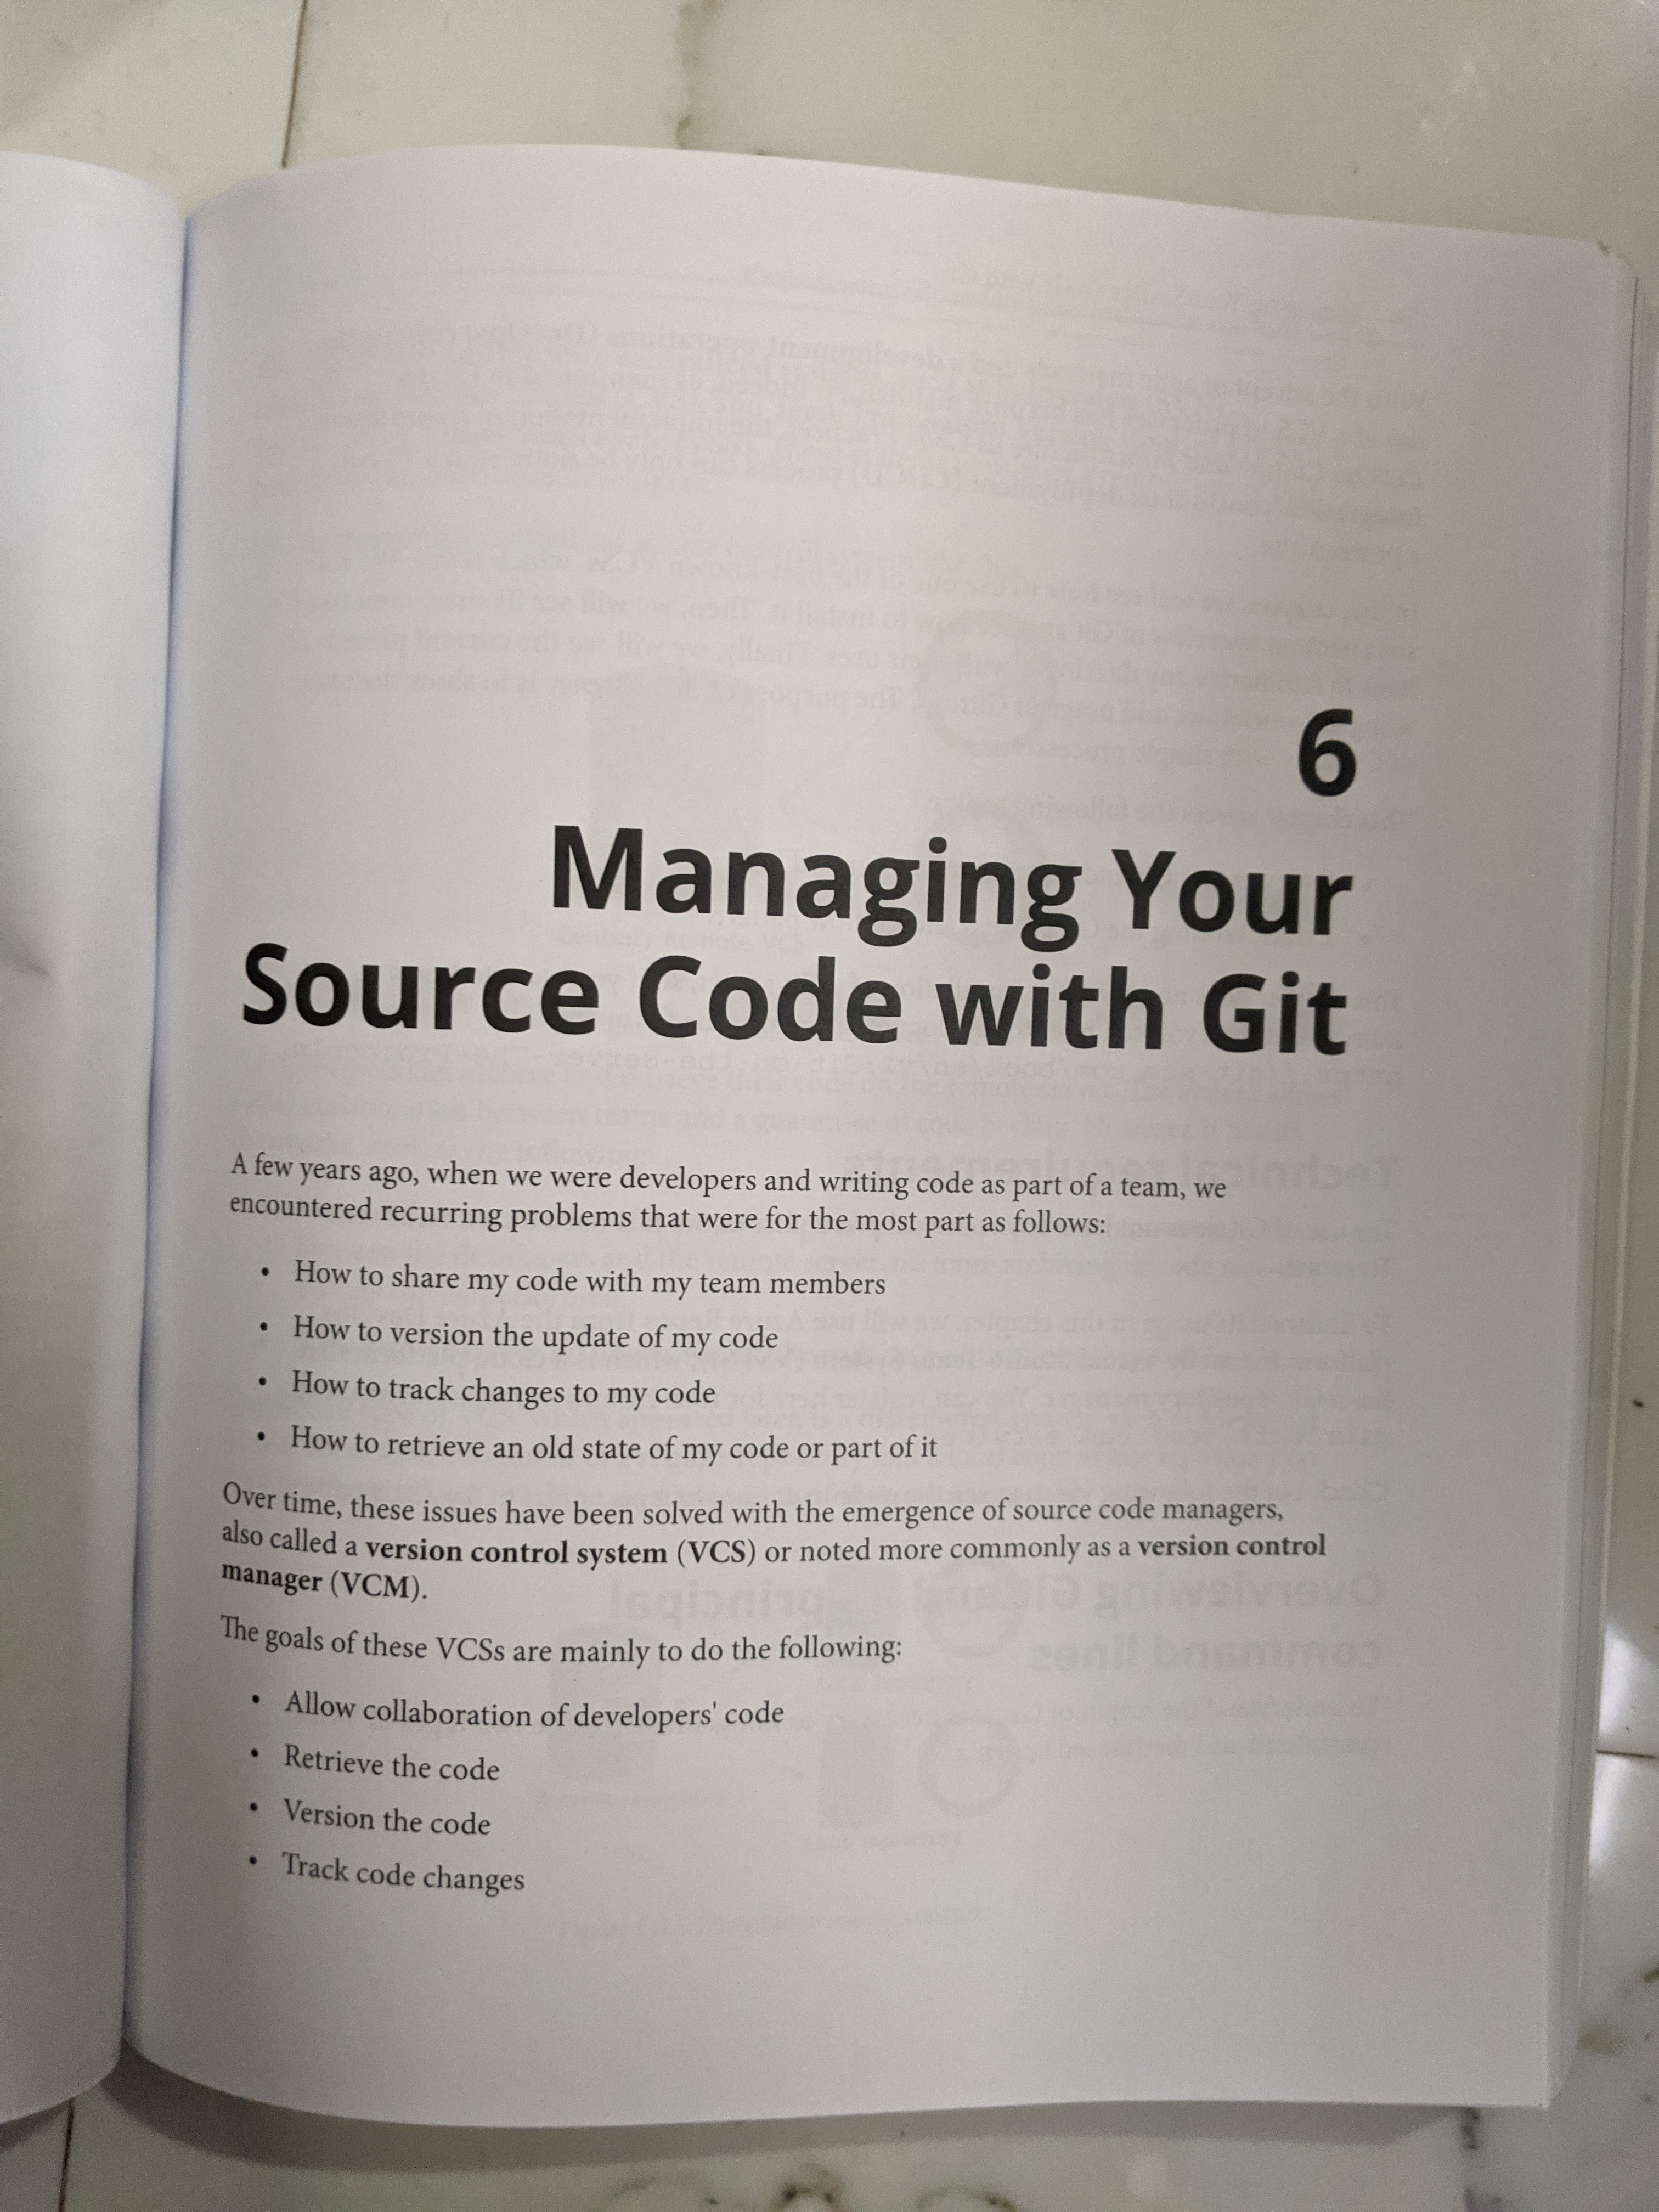 6
Managing Your
Source Code with Git
A few years ago, when we were developers and writing code as part of a team, we
encountered recurring problems that were for the most part as follows:
• How to share my code with my team members
• How to version the update of my code
• How to track changes to my code
• How to retrieve an old state of my code or part of it
Over time, these issues have been solved with the emergence of source code managers,
also called a version control system (VCS) or noted more commonly as a version control
manager (VCM).
The goals of these VCSs are mainly to do the following:
• Allow collaboration of developers' code
• Retrieve the code
• Version the code
• Track code changes